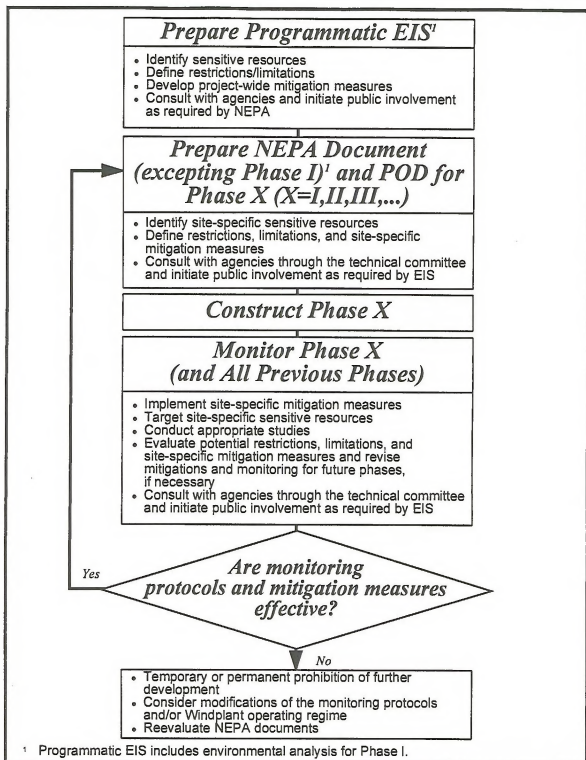 Prepare Programmatic EIS¹
• Identify sensitive resources
• Define restrictions/limitations
• Develop project-wide mitigation measures
• Consult with agencies and initiate public involvement
as required by NEPA
Prepare NEPA Document
(excepting Phase I)¹ and POD for
Phase X (X=I,II,III,...)
• Identify site-specific sensitive resources
• Define restrictions, limitations, and site-specific
mitigation measures
• Consult with agencies through the technical committee
and initiate public involvement as required by EIS
Construct Phase X
Monitor Phase X
(and All Previous Phases)
• Implement site-specific mitigation measures
• Target site-specific sensitive resources
• Conduct appropriate studies
• Evaluate potential restrictions, limitations, and
site-specific mitigation measures and revise
mitigations and monitoring for future phases,
if necessary
• Consult with agencies through the technical committee
and initiate public involvement as required by EIS
Yes
Are monitoring
protocols and mitigation measures
effective?
No
• Temporary or permanent prohibition of further
development
• Consider modifications of the monitoring protocols
and/or Windplant operating regime
• Reevaluate NEPA documents
¹ Programmatic EIS includes environmental analysis for Phase I.